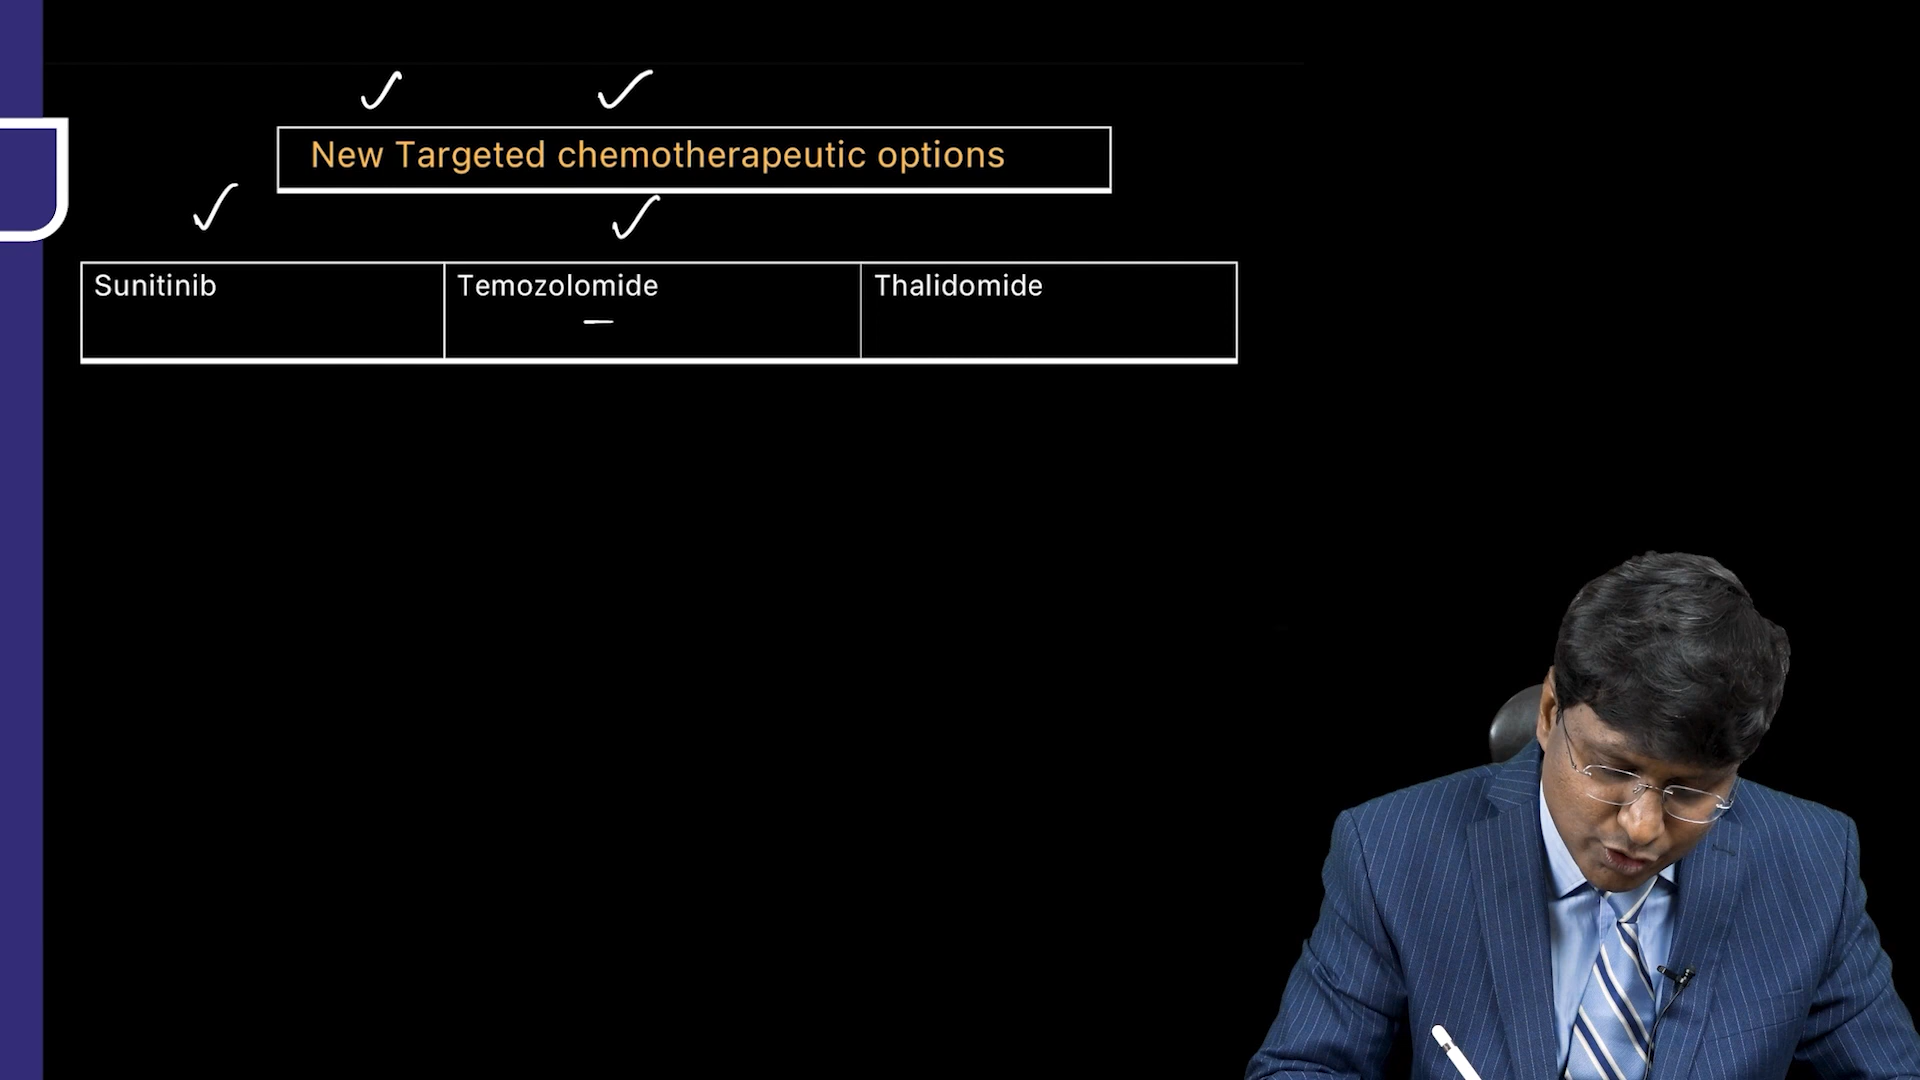 New Targeted chemotherapeutic options
Sunitinib
Temozolomide
Thalidomide